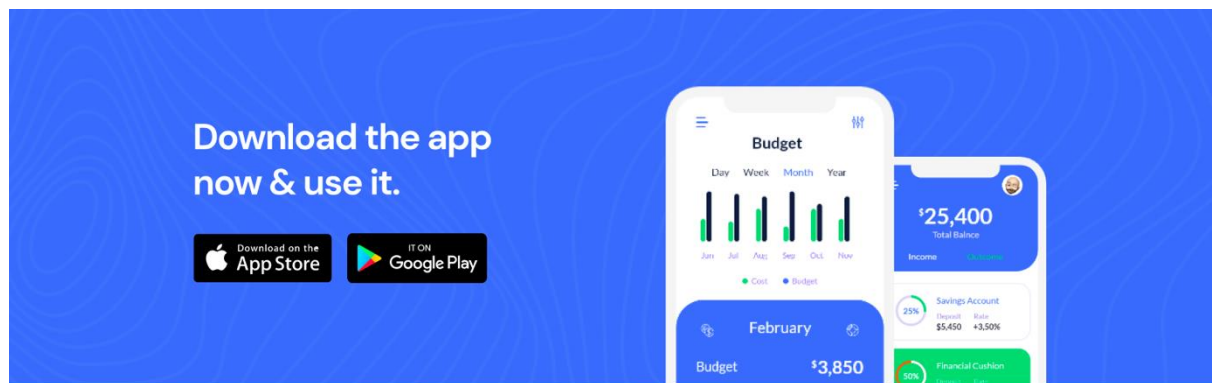 Download the app
now & use it.
Download on the
App Store
IT ON
Google Play
Budget
Day Week Month Year
Jun Jul Aug Sep Oct Nov
Cost Budget
February
Budget $3,850
$25,400
Total Balnce
Income
25%
Savings Account
Deposit Rate
$5,450 +3,50%
50%
Financial Cushion